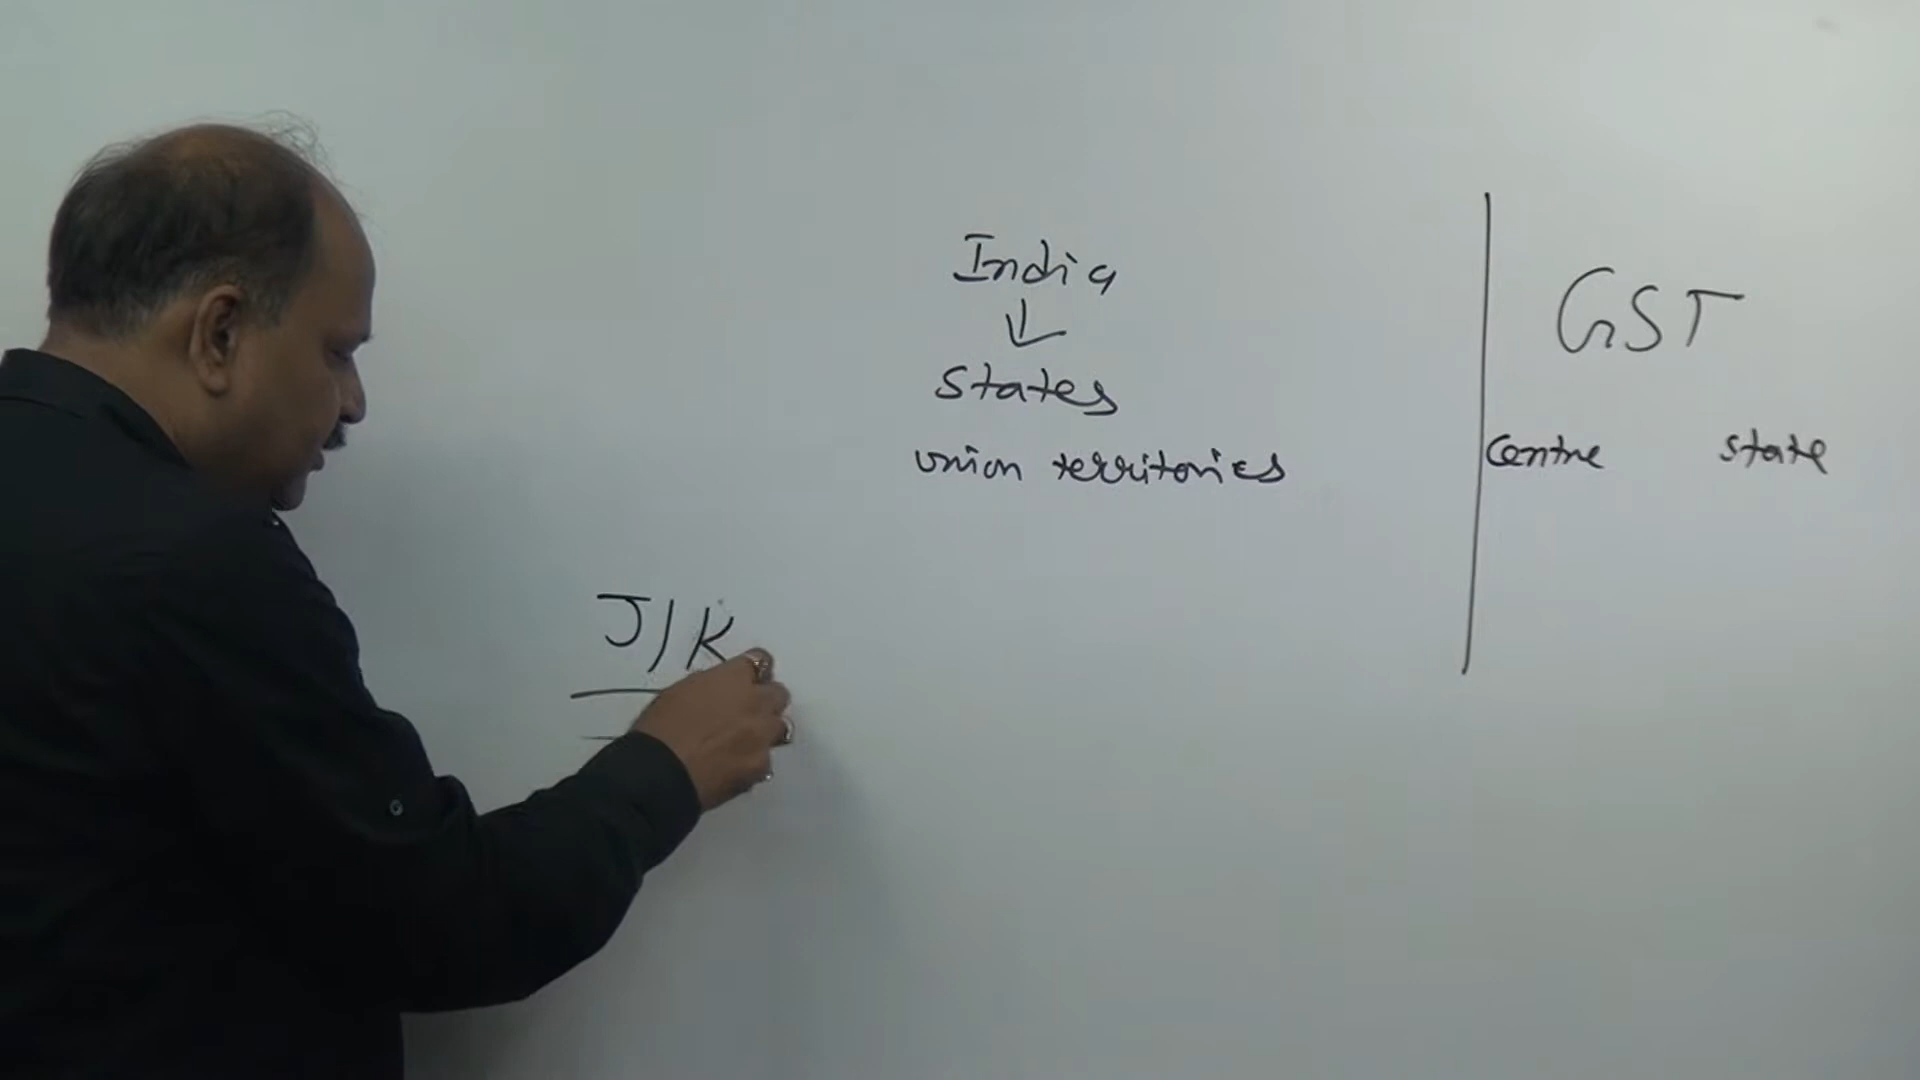 India
States
union territories
J/K
GST
Centre state